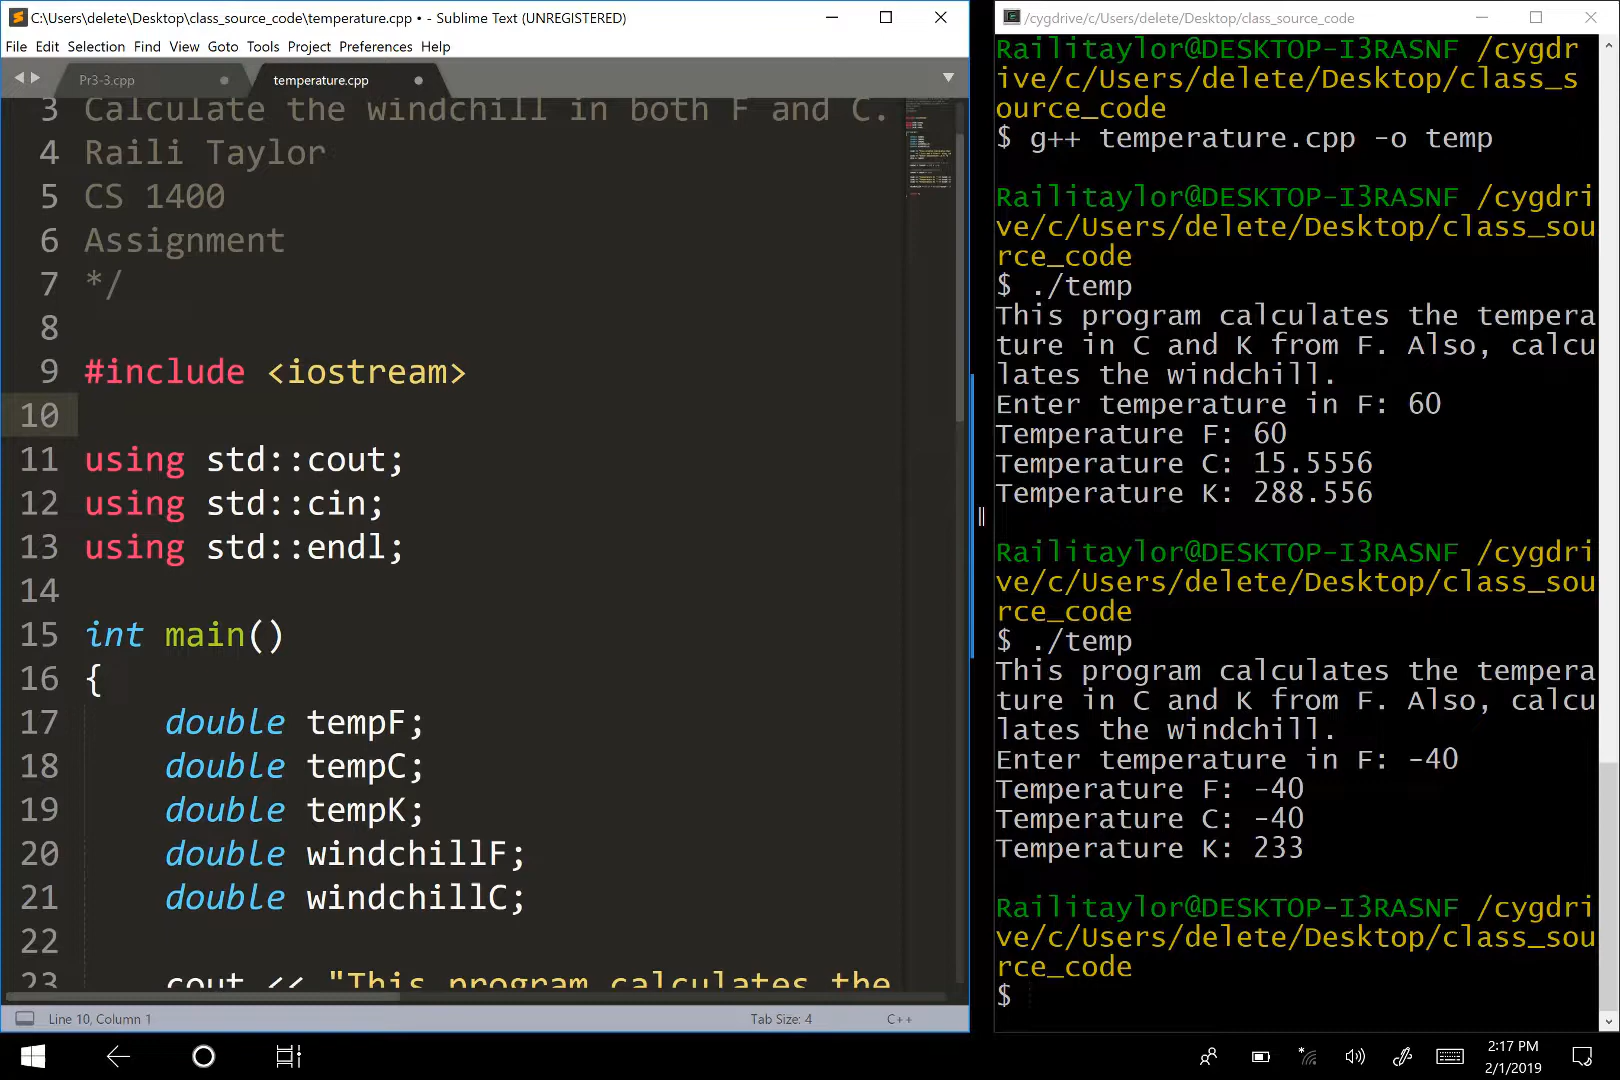 C:\Users\delete\Desktop\class_source_code\temperature.cpp • - Sublime Text (UNREGISTERED)
File Edit Selection Find View Goto Tools Project Preferences Help
Pr3-3.cpp
temperature.cpp
3 Calculate the windchill in both F and C.
4 Raili Taylor
5 CS 1400
6 Assignment
7 */
8
9 #include <iostream>
10
11 using std::cout;
12 using std::cin;
13 using std::endl;
14
15 int main()
16 {
17 double tempF;
18 double tempC;
19 double tempK;
20 double windchillF;
21 double windchillC;
22
23 cout << "This program calculates the
Line 10, Column 1
Tab Size: 4
C++
/cygdrive/c/Users/delete/Desktop/class_source_code
Railitaylor@DESKTOP-I3RASNF /cygdr
ive/c/Users/delete/Desktop/class_s
ource_code
$ g++ temperature.cpp -o temp
Railitaylor@DESKTOP-I3RASNF /cygdri
ve/c/Users/delete/Desktop/class_sou
rce_code
$ ./temp
This program calculates the tempera
ture in C and K from F. Also, calcu
lates the windchill.
Enter temperature in F: 60
Temperature F: 60
Temperature C: 15.5556
Temperature K: 288.556
Railitaylor@DESKTOP-I3RASNF /cygdri
ve/c/Users/delete/Desktop/class_sou
rce_code
$ ./temp
This program calculates the tempera
ture in C and K from F. Also, calcu
lates the windchill.
Enter temperature in F: -40
Temperature F: -40
Temperature C: -40
Temperature K: 233
Railitaylor@DESKTOP-I3RASNF /cygdri
ve/c/Users/delete/Desktop/class_sou
rce_code
$
2:17 PM
2/1/2019